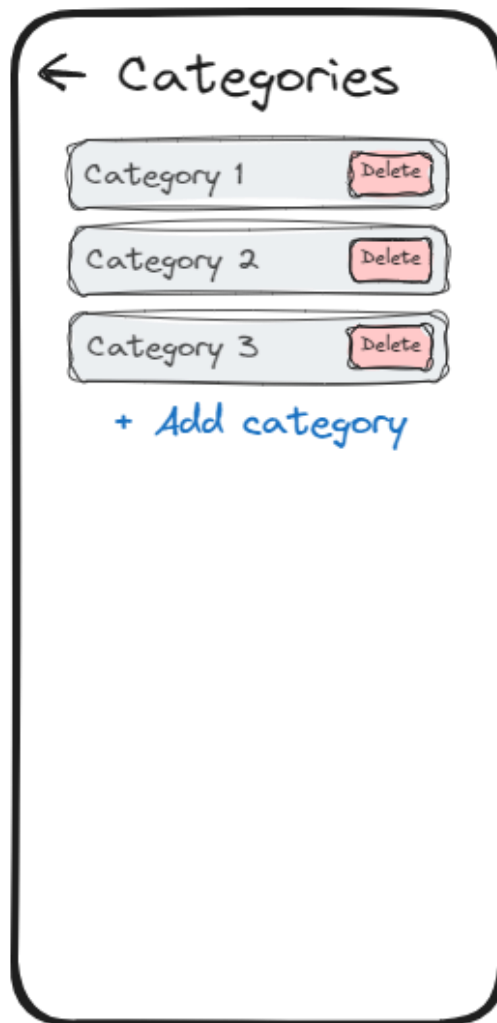 ← Categories
Category 1 Delete
Category 2 Delete
Category 3 Delete
+ Add category